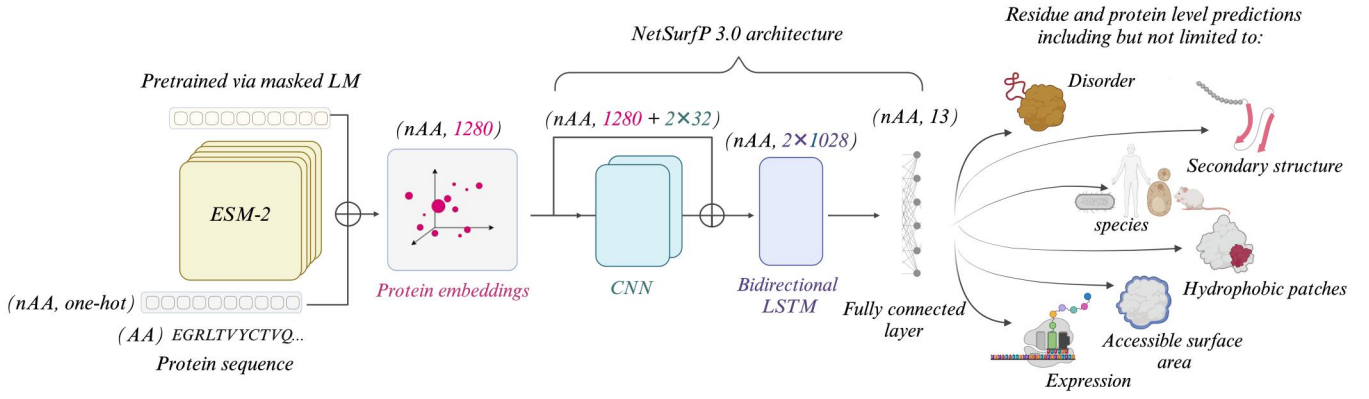 NetSurfP 3.0 architecture
Residue and protein level predictions
including but not limited to:
Pretrained via masked LM
ESM-2
(nAA, one-hot)
(AA) EGRLTVYCTVQ...
Protein sequence
(nAA, 1280)
Protein embeddings
(nAA, 1280 + 2×32)
CNN
(nAA, 2×1028)
Bidirectional
LSTM
(nAA, 13)
Fully connected
layer
Disorder
Secondary structure
species
Hydrophobic patches
Accessible surface
area
Expression